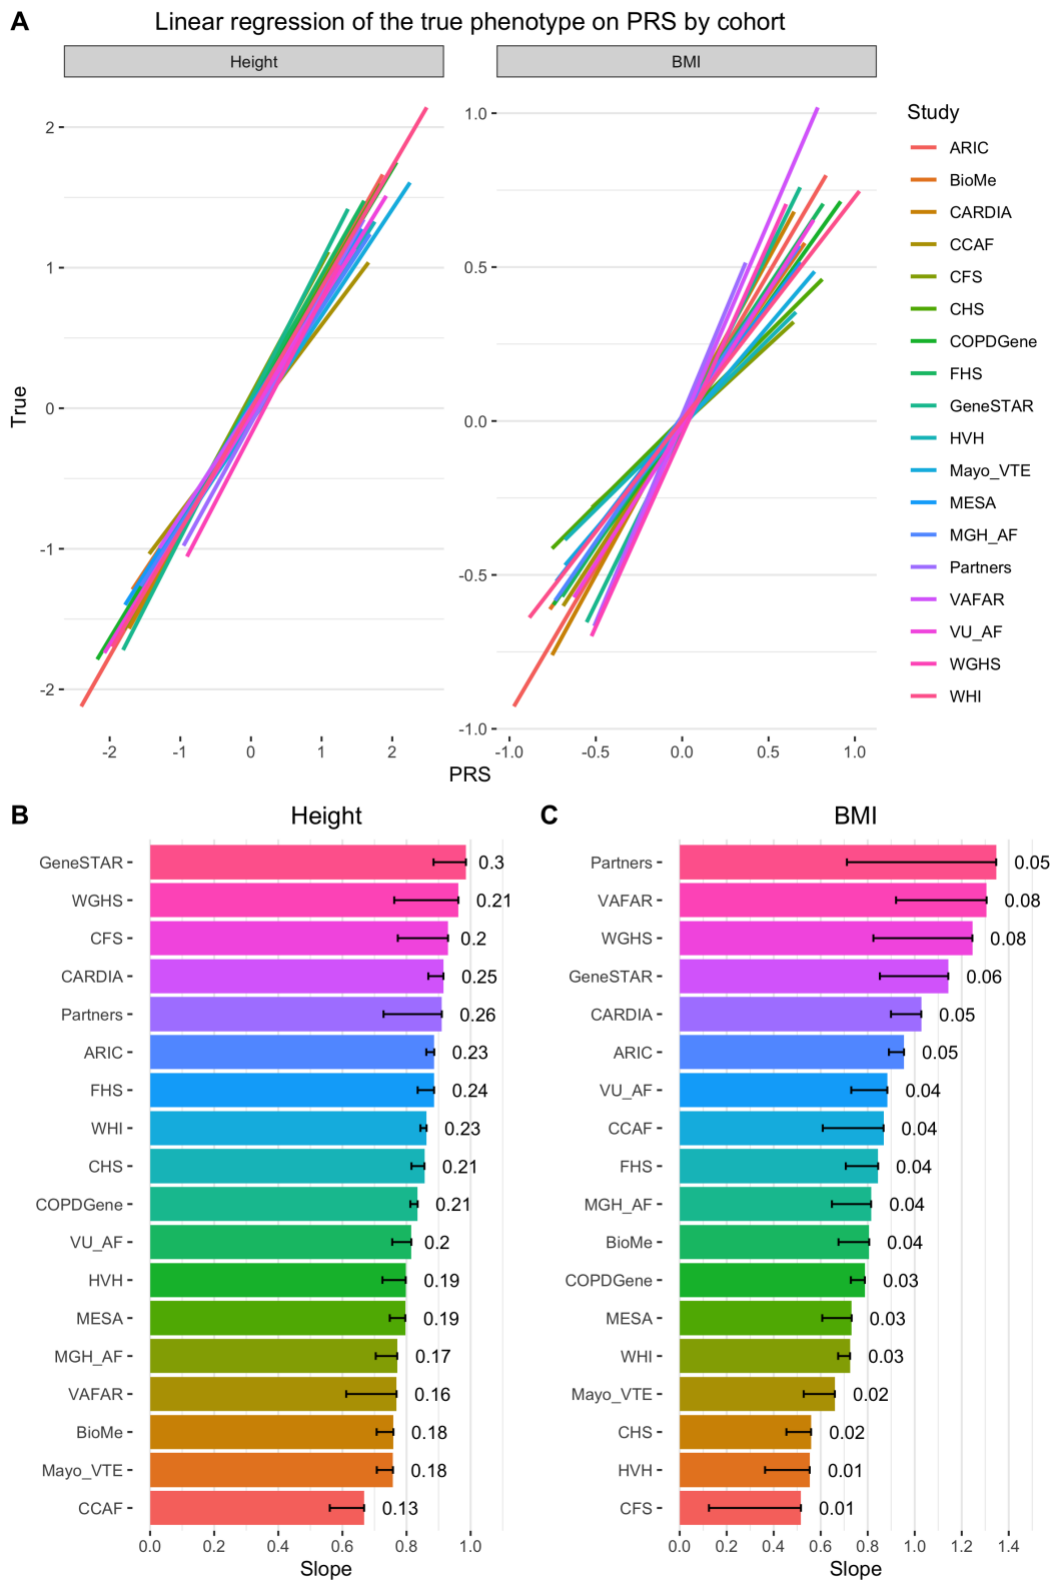 A
Linear regression of the true phenotype on PRS by cohort
Height
BMI
2
1
0
-1
-2
True
-2 -1 0 1 2
1.0
0.5
0.0
-0.5
-1.0
-1.0 -0.5 0.0 0.5 1.0
PRS
Study
ARIC
BioMe
CARDIA
CCAF
CFS
CHS
COPDGene
FHS
GeneSTAR
HVH
Mayo_VTE
MESA
MGH_AF
Partners
VAFAR
VU_AF
WGHS
WHI
B
Height
GeneSTAR 0.3
WGHS 0.21
CFS 0.2
CARDIA 0.25
Partners 0.26
ARIC 0.23
FHS 0.24
WHI 0.23
CHS 0.21
COPDGene 0.21
VU_AF 0.2
HVH 0.19
MESA 0.19
MGH_AF 0.17
VAFAR 0.16
BioMe 0.18
Mayo_VTE 0.18
CCAF 0.13
0.0 0.2 0.4 0.6 0.8 1.0
Slope
C
BMI
Partners 0.05
VAFAR 0.08
WGHS 0.08
GeneSTAR 0.06
CARDIA 0.05
ARIC 0.05
VU_AF 0.04
CCAF 0.04
FHS 0.04
MGH_AF 0.04
BioMe 0.04
COPDGene 0.03
MESA 0.03
WHI 0.03
Mayo_VTE 0.02
CHS 0.02
HVH 0.01
CFS 0.01
0.0 0.2 0.4 0.6 0.8 1.0 1.2 1.4
Slope